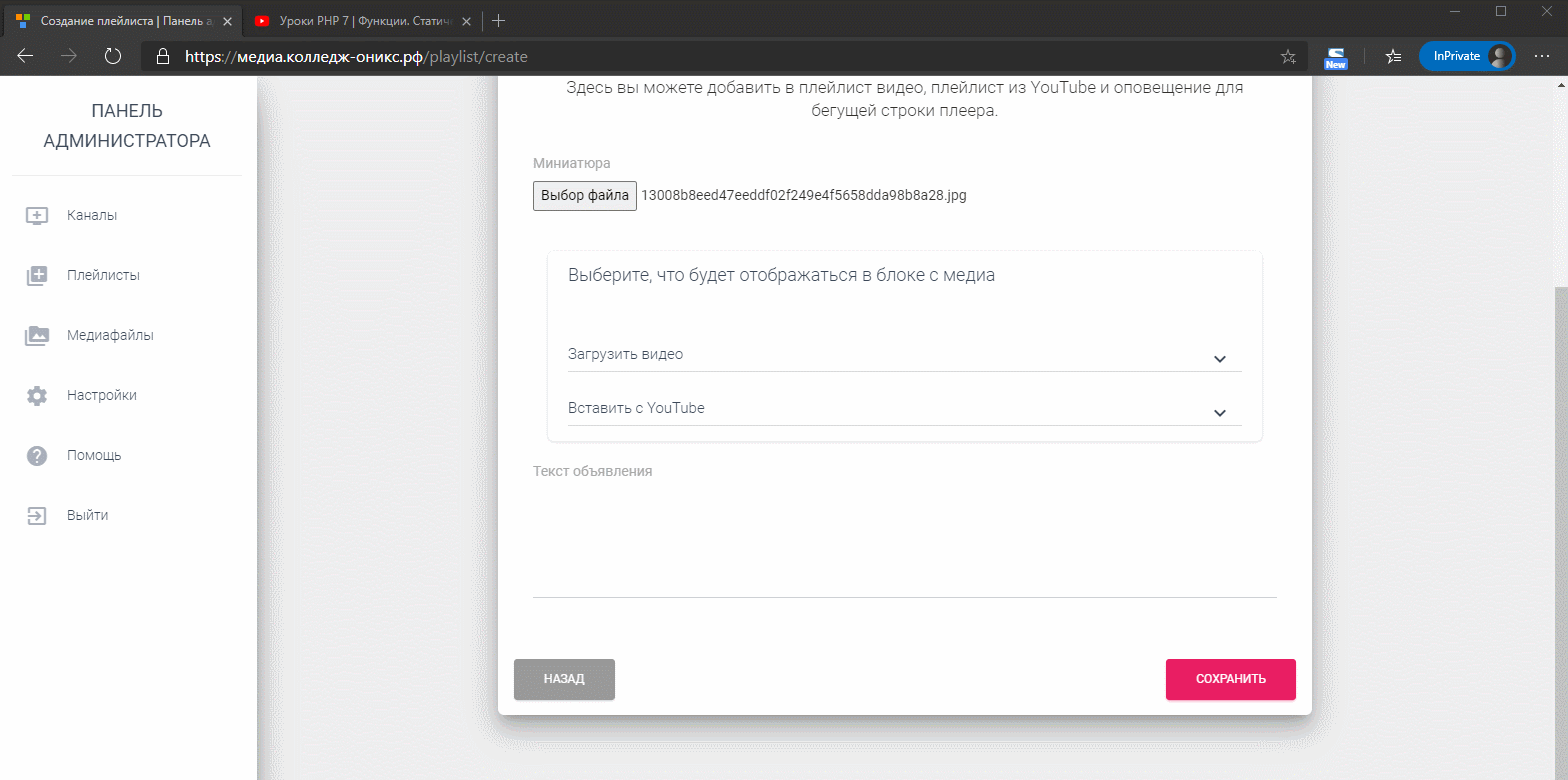 Создание плейлиста | Панель а
Уроки PHP 7 | Функции. Статич
https://медиа.колледж-оникс.рф/playlist/create
New
InPrivate
ПАНЕЛЬ
АДМИНИСТРАТОРА
Каналы
Плейлисты
Медиафайлы
Настройки
Помощь
Выйти
Здесь вы можете добавить в плейлист видео, плейлист из YouTube и оповещение для
бегущей строки плеера.
Миниатюра
Выбор файла 13008b8eed47eeddf02f249e4f5658dda98b8a28.jpg
Выберите, что будет отображаться в блоке с медиа
Загрузить видео
Вставить с YouTube
Текст объявления
НАЗАД
СОХРАНИТЬ